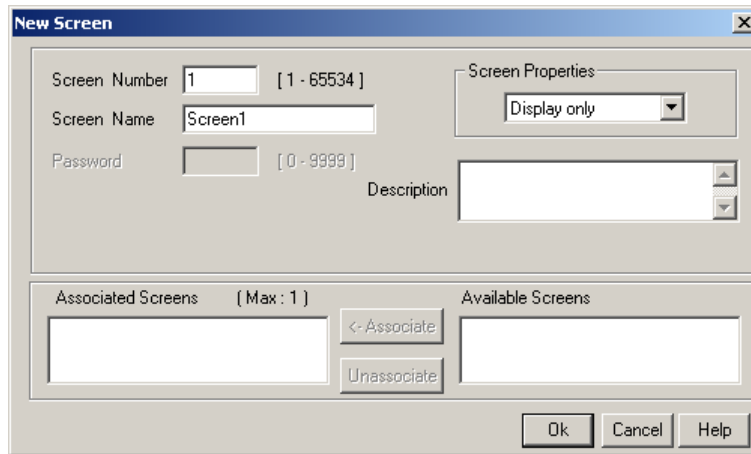 New Screen
Screen Number 1 [ 1 - 65534 ]
Screen Properties
Display only
Screen Name Screen1
Password [ 0 - 9999 ]
Description
Associated Screens ( Max : 1 )
Available Screens
<- Associate
Unassociate
Ok Cancel Help